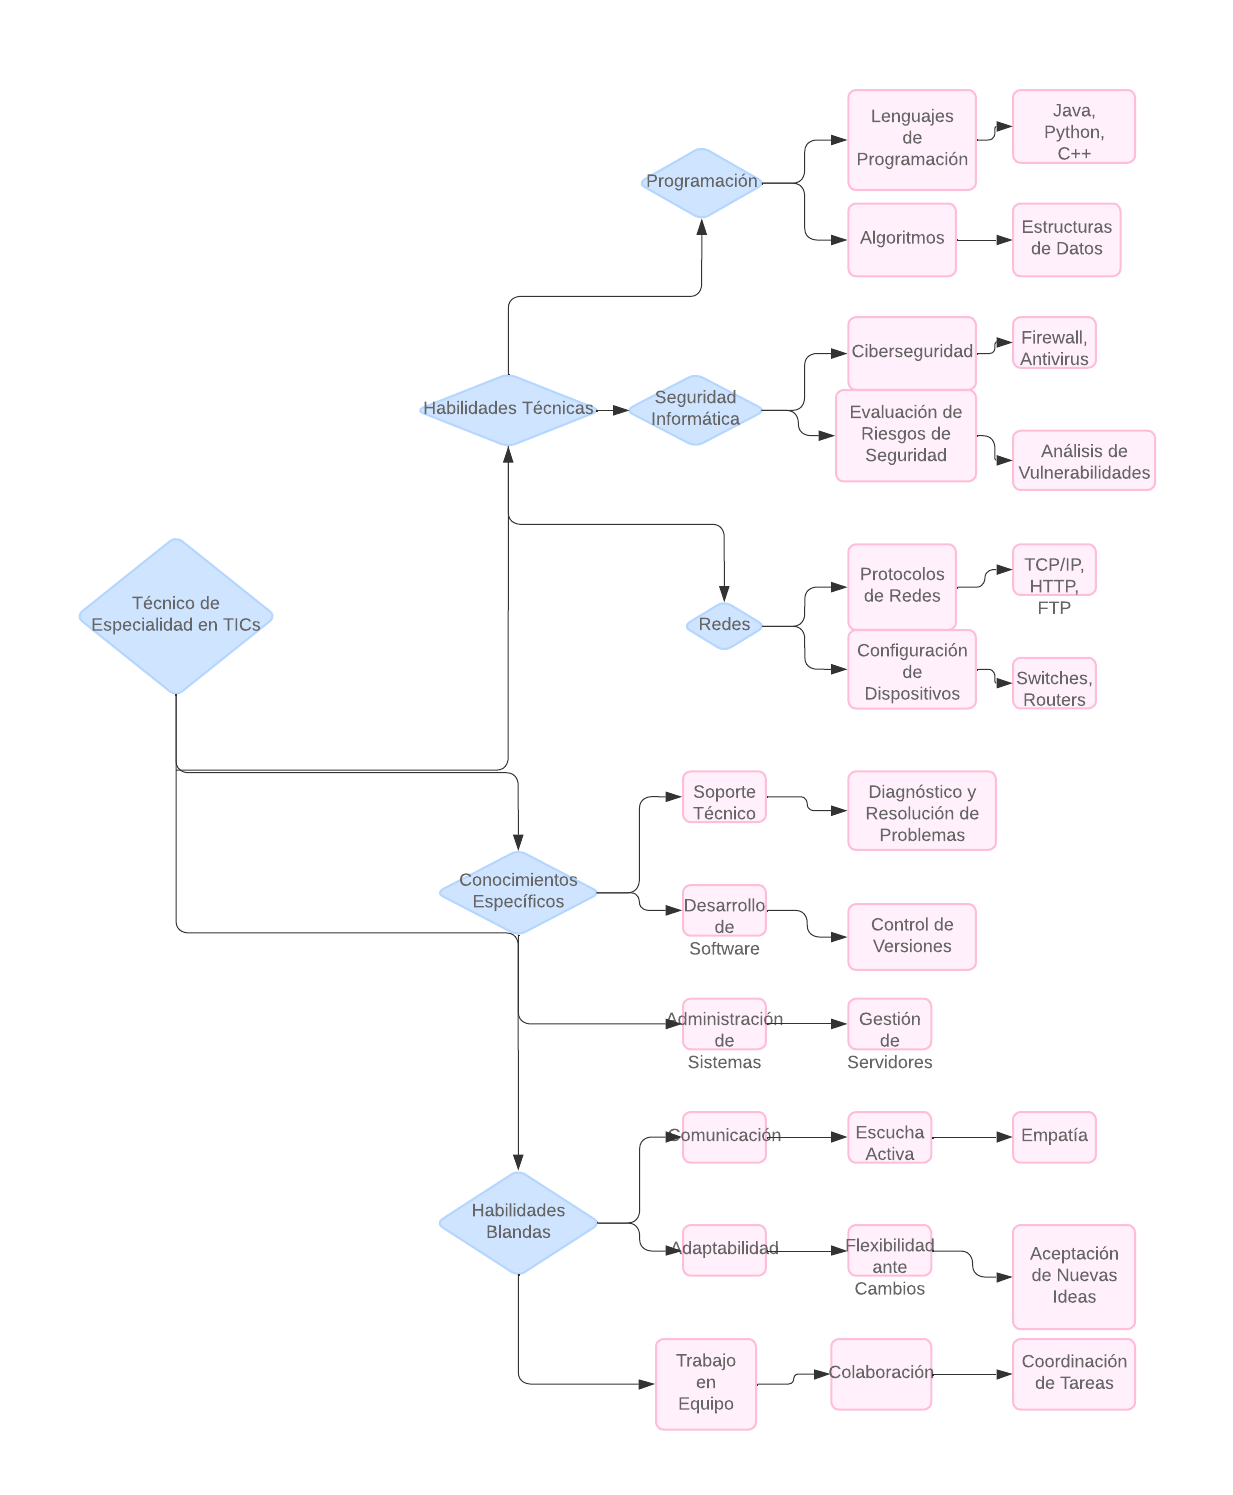 Lenguajes
de
Programación
Java,
Python,
C++
Programación
Algoritmos
Estructuras
de Datos
Ciberseguridad
Firewall,
Antivirus
Habilidades Técnicas
Seguridad
Informática
Evaluación de
Riesgos de
Seguridad
Análisis de
Vulnerabilidades
Técnico de
Especialidad en TICs
Redes
Protocolos
de Redes
TCP/IP,
HTTP,
FTP
Configuración
de
Dispositivos
Switches,
Routers
Soporte
Técnico
Diagnóstico y
Resolución de
Problemas
Conocimientos
Específicos
Desarrollo
de
Software
Control de
Versiones
Administración
de
Sistemas
Gestión
de
Servidores
Comunicación
Escucha
Activa
Empatía
Habilidades
Blandas
Adaptabilidad
Flexibilidad
ante
Cambios
Aceptación
de Nuevas
Ideas
Trabajo
en
Equipo
Colaboración
Coordinación
de Tareas